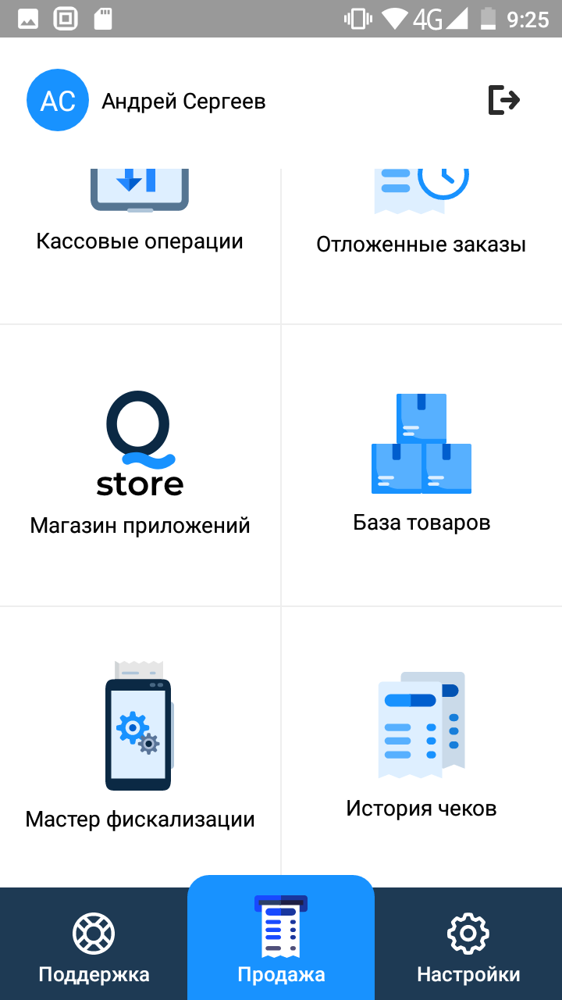 4G 9:25
АС Андрей Сергеев
Кассовые операции
Отложенные заказы
store
Магазин приложений
База товаров
Мастер фискализации
История чеков
Поддержка
Продажа
Настройки